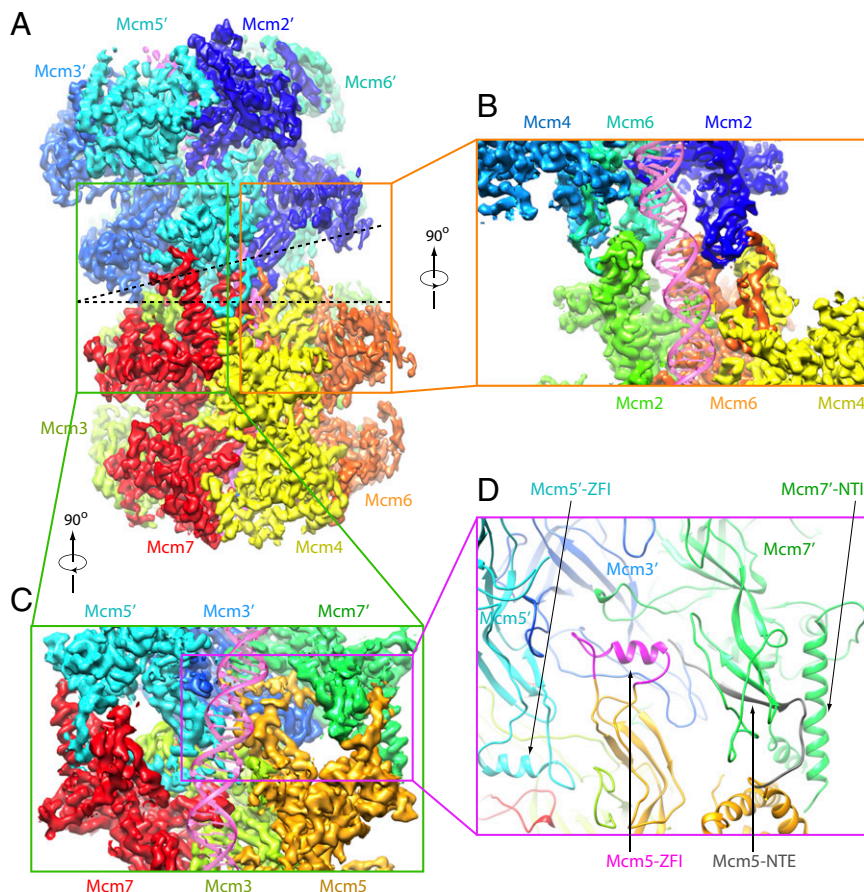 A
Mcm5′ Mcm2′
Mcm3′ Mcm6′
90°
Mcm3
Mcm6
Mcm7 Mcm4
90°
B
Mcm4 Mcm6 Mcm2
Mcm2 Mcm6 Mcm4
C
Mcm5′ Mcm3′ Mcm7′
Mcm7 Mcm3 Mcm5
D
Mcm5′-ZFI Mcm7′-NTI
Mcm7′
Mcm3′
Mcm5′
Mcm5-ZFI Mcm5-NTE